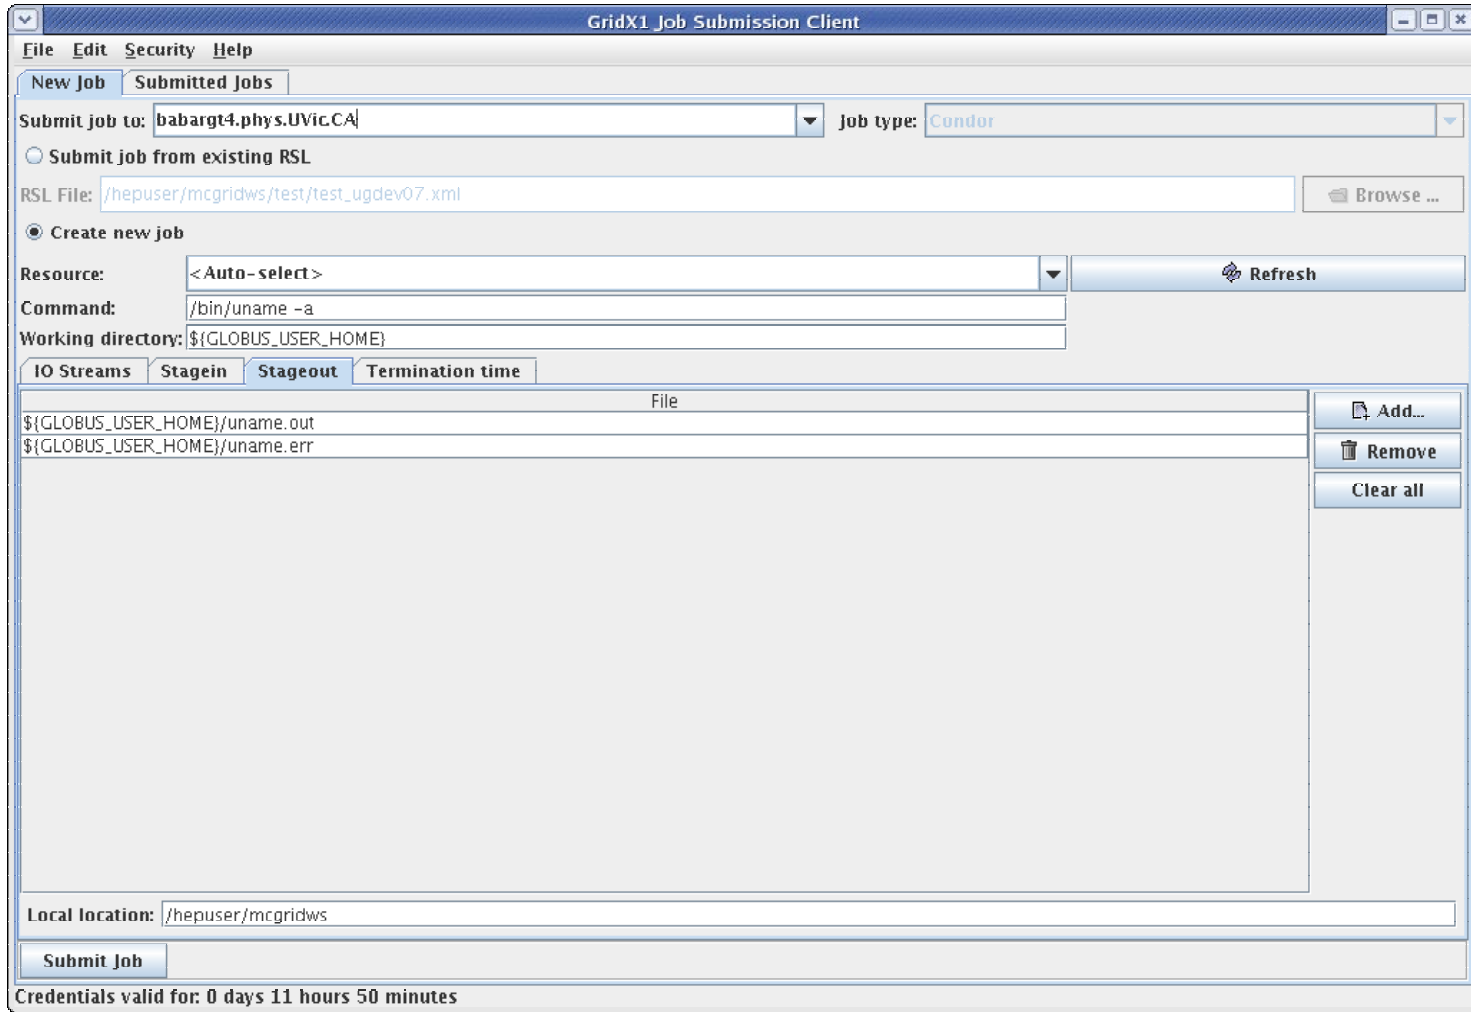 GridX1 Job Submission Client
File Edit Security Help
New Job Submitted Jobs
Submit job to: babargt4.phys.UVic.CA Job type: Condor
Submit job from existing RSL
RSL File: /hepuser/mcgridws/test/test_ugdev07.xml Browse ...
Create new job
Resource: <Auto-select> Refresh
Command: /bin/uname -a
Working directory: ${GLOBUS_USER_HOME}
IO Streams Stagein Stageout Termination time
File
${GLOBUS_USER_HOME}/uname.out
${GLOBUS_USER_HOME}/uname.err
Add...
Remove
Clear all
Local location: /hepuser/mcgridws
Submit Job
Credentials valid for: 0 days 11 hours 50 minutes